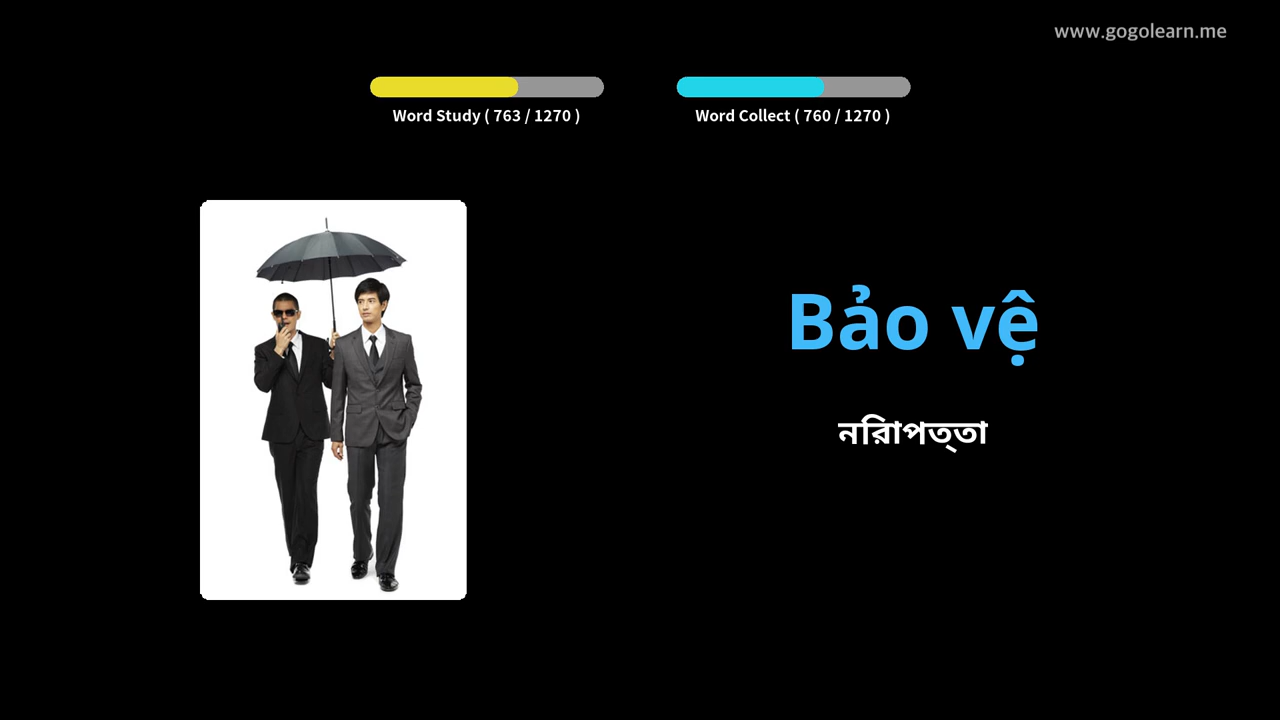 www.gogolearn.me
Word Study ( 763 / 1270 )
Word Collect ( 760 / 1270 )
Bảo vệ
নিরাপত্তা